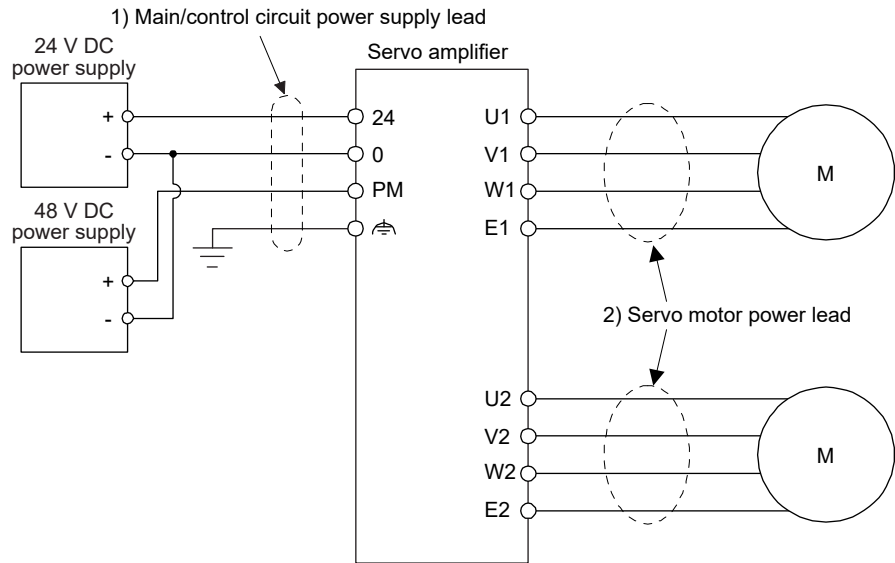 1) Main/control circuit power supply lead
24 V DC
power supply
Servo amplifier
+
-
24
0
PM
48 V DC
power supply
+
-
U1
V1
W1
E1
M
2) Servo motor power lead
U2
V2
W2
E2
M